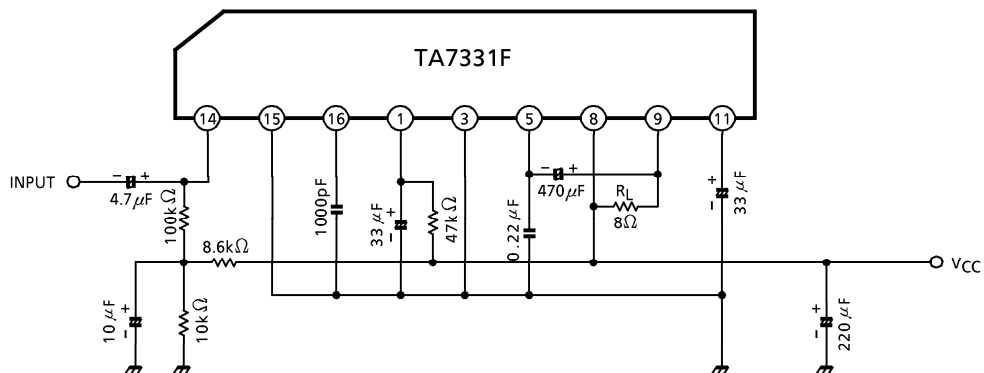 TA7331F
14 15 16 1 3 5 8 9 11
INPUT
− +
4.7μF
100kΩ
1000pF
33μF
+
−
47kΩ
− +
470μF
0.22μF
RL
8Ω
+
−
33μF
8.6kΩ
VCC
10μF
+
−
10kΩ
+
−
220μF